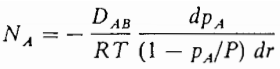 N_A = - \frac{D_{AB}}{RT} \frac{dp_A}{(1 - p_A/P) dr}